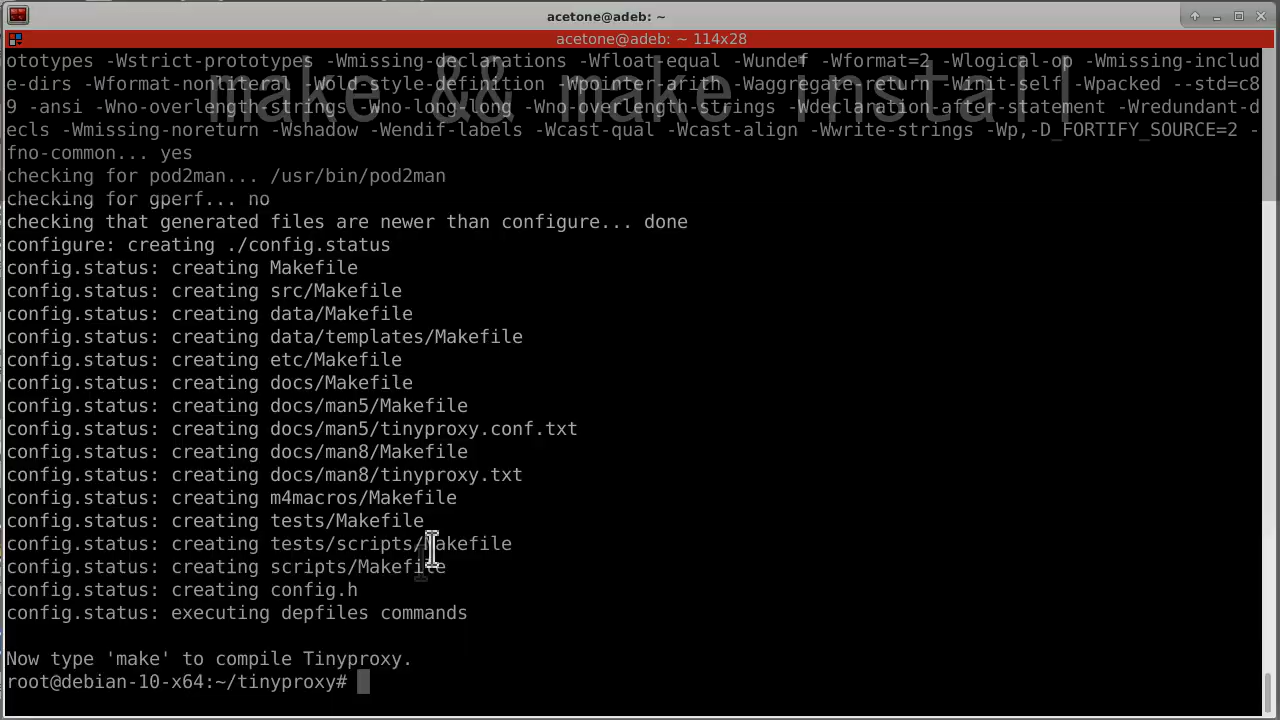 acetone@adeb: ~
acetone@adeb: ~ 114x28
make && make install
ototypes -Wstrict-prototypes -Wmissing-declarations -Wfloat-equal -Wundef -Wformat=2 -Wlogical-op -Wmissing-includ
e-dirs -Wformat-nonliteral -Wold-style-definition -Wpointer-arith -Waggregate-return -Winit-self -Wpacked --std=c8
9 -ansi -Wno-overlength-strings -Wno-long-long -Wno-overlength-strings -Wdeclaration-after-statement -Wredundant-d
ecls -Wmissing-noreturn -Wshadow -Wendif-labels -Wcast-qual -Wcast-align -Wwrite-strings -Wp,-D_FORTIFY_SOURCE=2 -
fno-common... yes
checking for pod2man... /usr/bin/pod2man
checking for gperf... no
checking that generated files are newer than configure... done
configure: creating ./config.status
config.status: creating Makefile
config.status: creating src/Makefile
config.status: creating data/Makefile
config.status: creating data/templates/Makefile
config.status: creating etc/Makefile
config.status: creating docs/Makefile
config.status: creating docs/man5/Makefile
config.status: creating docs/man5/tinyproxy.conf.txt
config.status: creating docs/man8/Makefile
config.status: creating docs/man8/tinyproxy.txt
config.status: creating m4macros/Makefile
config.status: creating tests/Makefile
config.status: creating tests/scripts/Makefile
config.status: creating scripts/Makefile
config.status: creating config.h
config.status: executing depfiles commands
Now type 'make' to compile Tinyproxy.
root@debian-10-x64:~/tinyproxy#